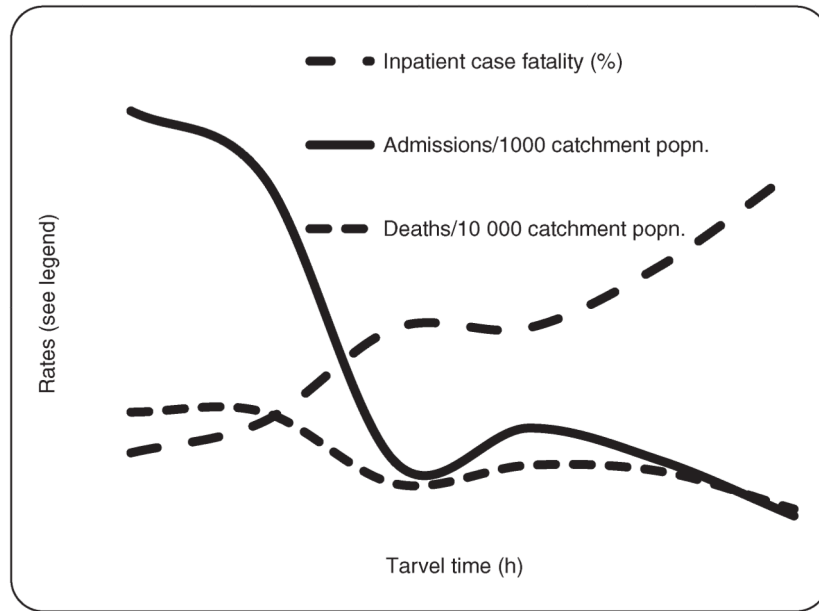 Inpatient case fatality (%)
Admissions/1000 catchment popn.
Deaths/10 000 catchment popn.
Rates (see legend)
Tarvel time (h)